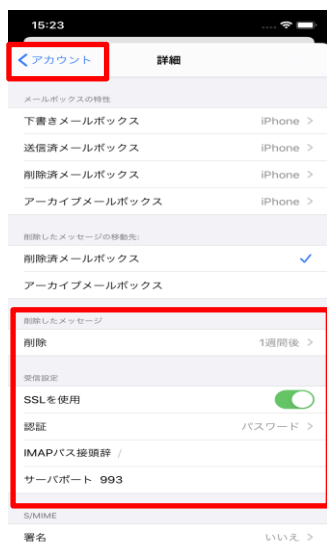 15:23
アカウント
詳細
メールボックスの特性
下書きメールボックス iPhone
送信済メールボックス iPhone
削除済メールボックス iPhone
アーカイブメールボックス iPhone
削除したメッセージの移動先:
削除済メールボックス
アーカイブメールボックス
削除したメッセージ
削除 1週間後
受信設定
SSLを使用
認証 パスワード
IMAPパス接頭辞 /
サーバポート 993
S/MIME
署名 いいえ